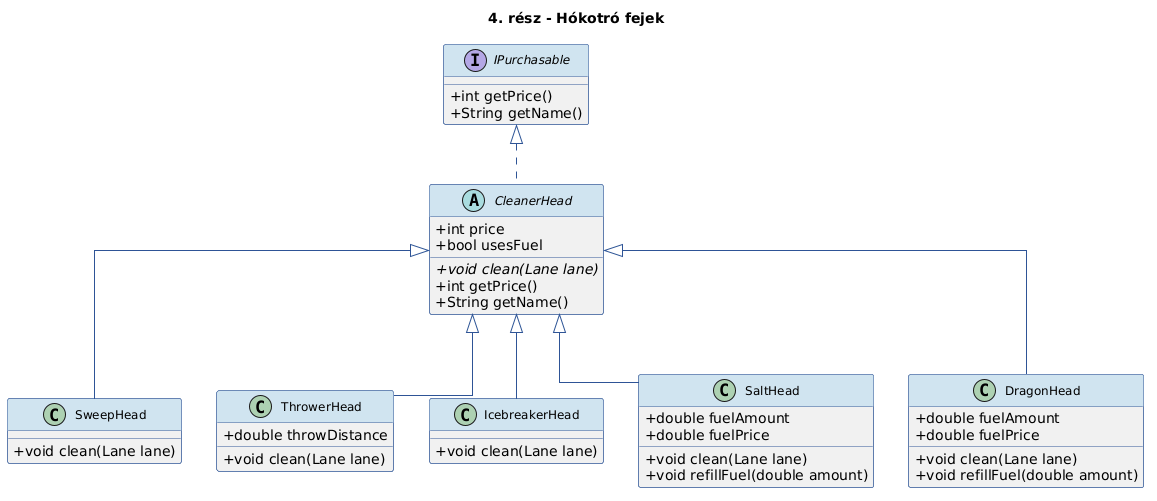 4. rész - Hókotró fejek
I IPurchasable
+int getPrice()
+String getName()
A CleanerHead
+int price
+bool usesFuel
+void clean(Lane lane)
+int getPrice()
+String getName()
C SweepHead
+void clean(Lane lane)
C ThrowerHead
+double throwDistance
+void clean(Lane lane)
C IcebreakerHead
+void clean(Lane lane)
C SaltHead
+double fuelAmount
+double fuelPrice
+void clean(Lane lane)
+void refillFuel(double amount)
C DragonHead
+double fuelAmount
+double fuelPrice
+void clean(Lane lane)
+void refillFuel(double amount)